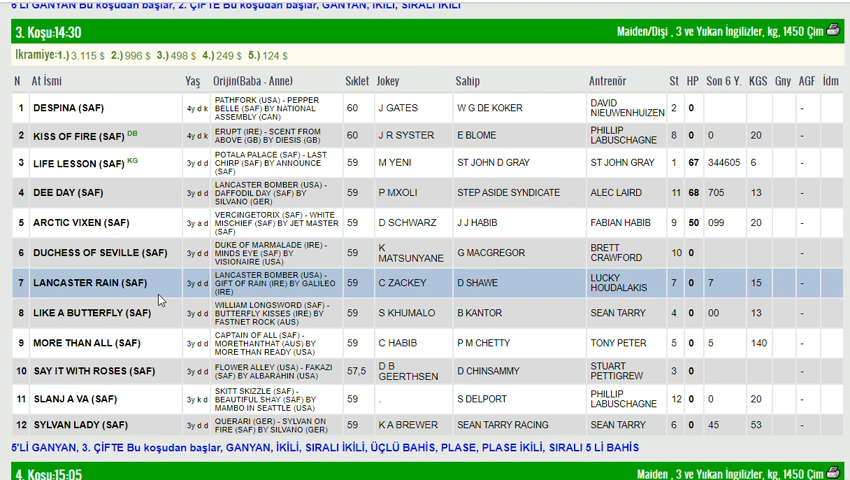 6'LI GANYAN Bu koşudan başlar, 2. ÇİFTE Bu koşudan başlar, GANYAN, İKİLİ, SIRALI İKİLİ
3. Koşu:14:30 Maiden/Dişi , 3 ve Yukarı İngilizler, kg, 1450 Çim
İkramiye:1.) 3.115 $ 2.) 996 $ 3.) 498 $ 4.) 249 $ 5.) 124 $
N At İsmi Yaş Orijin(Baba - Anne) Sıklet Jokey Sahip Antrenör St HP Son 6 Y. KGS Gny AGF İdm
1 DESPINA (SAF) 4y d k PATHFORK (USA) - PEPPER BELLE (SAF) BY NATIONAL ASSEMBLY (CAN) 60 J GATES W G DE KOKER DAVID NIEUWENHUIZEN 2 0 -
2 KISS OF FIRE (SAF) DB 4y d k ERUPT (IRE) - SCENT FROM ABOVE (GB) BY DIESIS (GB) 60 J R SYSTER E BLOME PHILLIP LABUSCHAGNE 8 0 0 20 -
3 LIFE LESSON (SAF) KG 3y d d POTALA PALACE (SAF) - LAST CHIRP (SAF) BY ANNOUNCE (SAF) 59 M YENI ST JOHN D GRAY ST JOHN GRAY 1 67 344605 6 -
4 DEE DAY (SAF) 3y d d LANCASTER BOMBER (USA) - DAFFODIL DAY (SAF) BY SILVANO (GER) 59 P MXOLI STEP ASIDE SYNDICATE ALEC LAIRD 11 68 705 13 -
5 ARCTIC VIXEN (SAF) 3y a d VERCINGETORIX (SAF) - WHITE MISCHIEF (SAF) BY JET MASTER (SAF) 59 D SCHWARZ J J HABIB FABIAN HABIB 9 50 099 20 -
6 DUCHESS OF SEVILLE (SAF) 3y d d DUKE OF MARMALADE (IRE) - MINDS EYE (SAF) BY VISIONAIRE (USA) 59 K MATSUNYANE G MACGREGOR BRETT CRAWFORD 10 0 -
7 LANCASTER RAIN (SAF) 3y d d LANCASTER BOMBER (USA) - GIFT OF RAIN (IRE) BY GALILEO (IRE) 59 C ZACKEY D SHAWE LUCKY HOUDALAKIS 7 0 7 15 -
8 LIKE A BUTTERFLY (SAF) 3y d d WILLIAM LONGSWORD (SAF) - BUTTERFLY KISSES (IRE) BY FASTNET ROCK (AUS) 59 S KHUMALO B KANTOR SEAN TARRY 4 0 00 13 -
9 MORE THAN ALL (SAF) 3y d d CAPTAIN OF ALL (SAF) - MORETHANTHAT (AUS) BY MORE THAN READY (USA) 59 C HABIB P M CHETTY TONY PETER 5 0 5 140 -
10 SAY IT WITH ROSES (SAF) 3y d d FLOWER ALLEY (USA) - FAKAZI (SAF) BY ALBARAHIN (USA) 57,5 D B GEERTHSEN D CHINSAMMY STUART PETTIGREW 3 0 -
11 SLANJ A VA (SAF) 3y k d SKITT SKIZZLE (SAF) - BEAUTIFUL SHAY (SAF) BY MAMBO IN SEATTLE (USA) 59 . S DELPORT PHILLIP LABUSCHAGNE 12 0 0 20 -
12 SYLVAN LADY (SAF) 3y d d QUERARI (GER) - SYLVAN ON FIRE (SAF) BY SILVANO (GER) 59 K A BREWER SEAN TARRY RACING SEAN TARRY 6 0 45 53 -
5'Lİ GANYAN, 3. ÇİFTE Bu koşudan başlar, GANYAN, İKİLİ, SIRALI İKİLİ, ÜÇLÜ BAHİS, PLASE, PLASE İKİLİ, SIRALI 5 Lİ BAHİS
4. Koşu:15:05 Maiden , 3 ve Yukarı İngilizler, kg, 1450 Çim